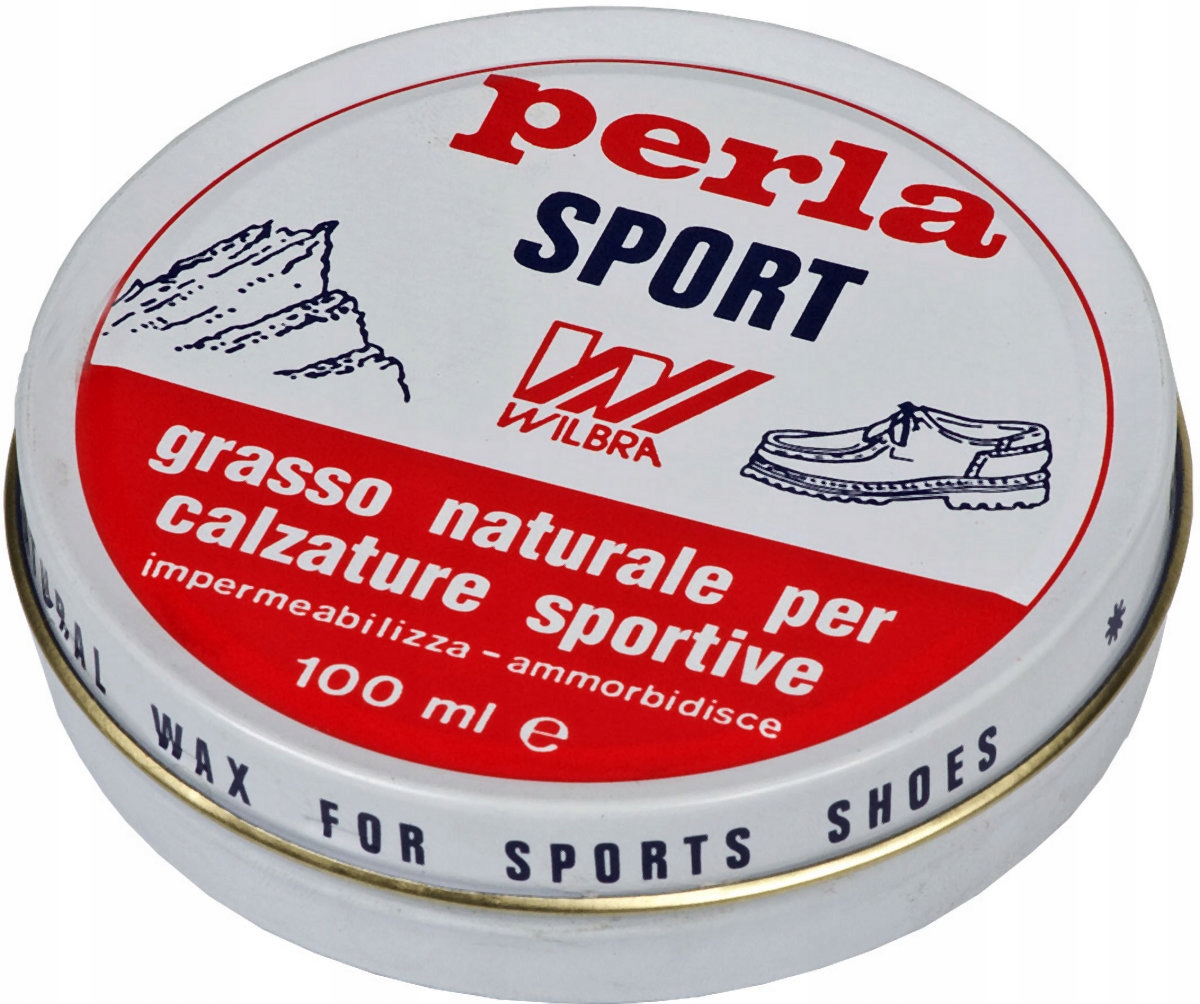 perla
SPORT
WILBRA
grasso naturale per
calzature sportive
impermeabilizza - ammorbidisce
100 ml ℮
WAX FOR SPORTS SHOES *